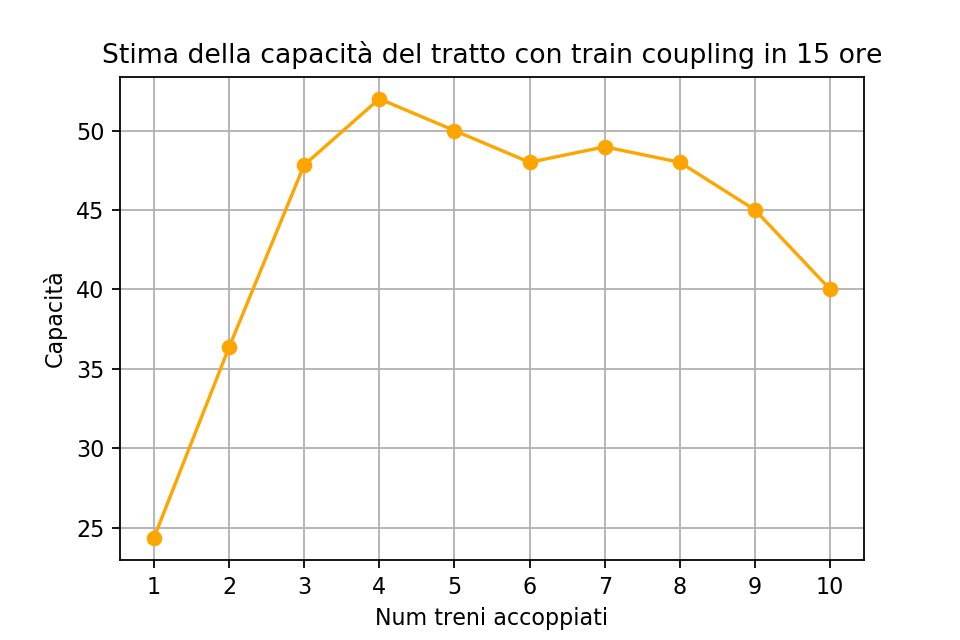 Stima della capacità del tratto con train coupling in 15 ore
50
45
40
35
30
25
Capacità
1 2 3 4 5 6 7 8 9 10
Num treni accoppiati